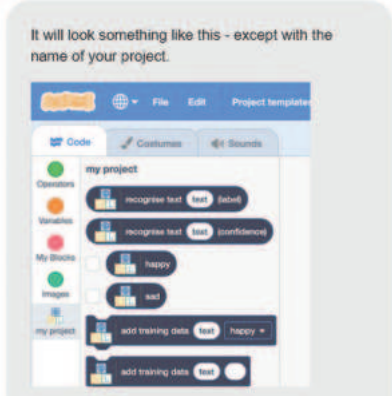 It will look something like this - except with the
name of your project.
File Edit Project templates
Code Costumes Sounds
my project
Operators
recognise text text (label)
Variables
recognise text text (confidence)
My Blocks
happy
Images
sad
my project
add training data text happy
add training data text